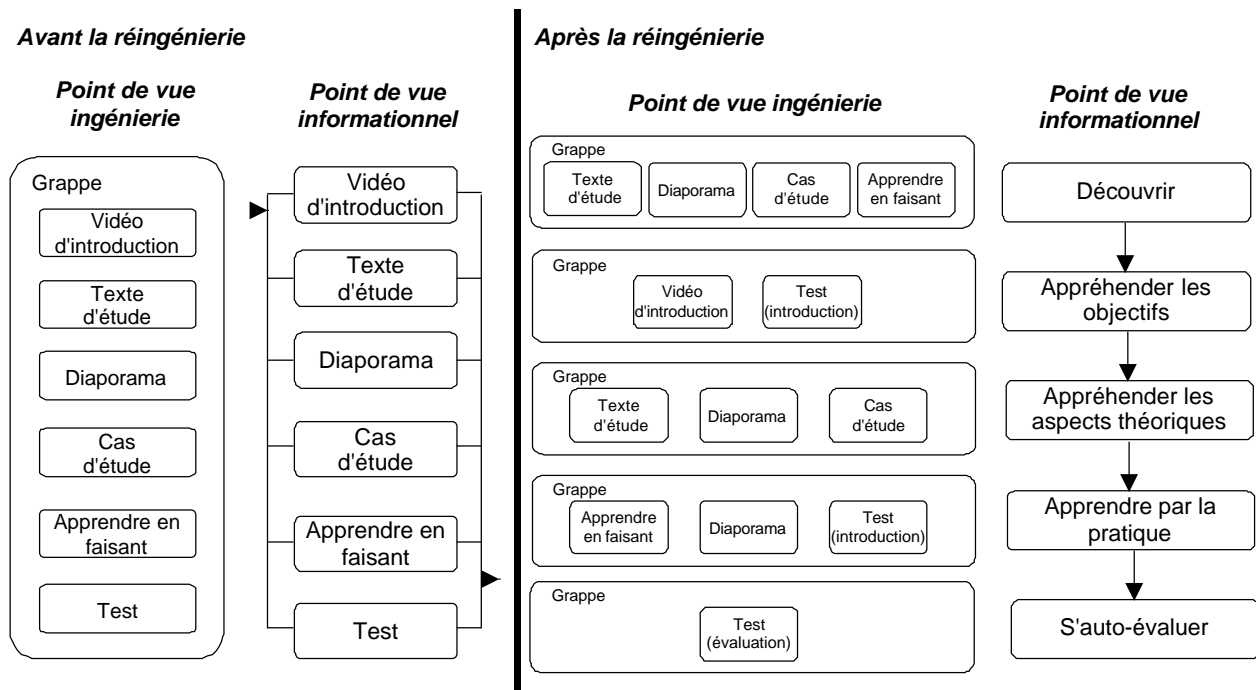 Avant la réingénierie
Point de vue
ingénierie
Point de vue
informationnel
Grappe
Vidéo
d'introduction
Texte
d'étude
Diaporama
Cas
d'étude
Apprendre en
faisant
Test
Vidéo
d'introduction
Texte
d'étude
Diaporama
Cas
d'étude
Apprendre en
faisant
Test
Après la réingénierie
Point de vue ingénierie
Point de vue
informationnel
Grappe
Texte
d'étude
Diaporama
Cas
d'étude
Apprendre
en faisant
Grappe
Vidéo
d'introduction
Test
(introduction)
Grappe
Texte
d'étude
Diaporama
Cas
d'étude
Grappe
Apprendre
en faisant
Diaporama
Test
(introduction)
Grappe
Test
(évaluation)
Découvrir
Appréhender les
objectifs
Appréhender les
aspects théoriques
Apprendre par la
pratique
S'auto-évaluer